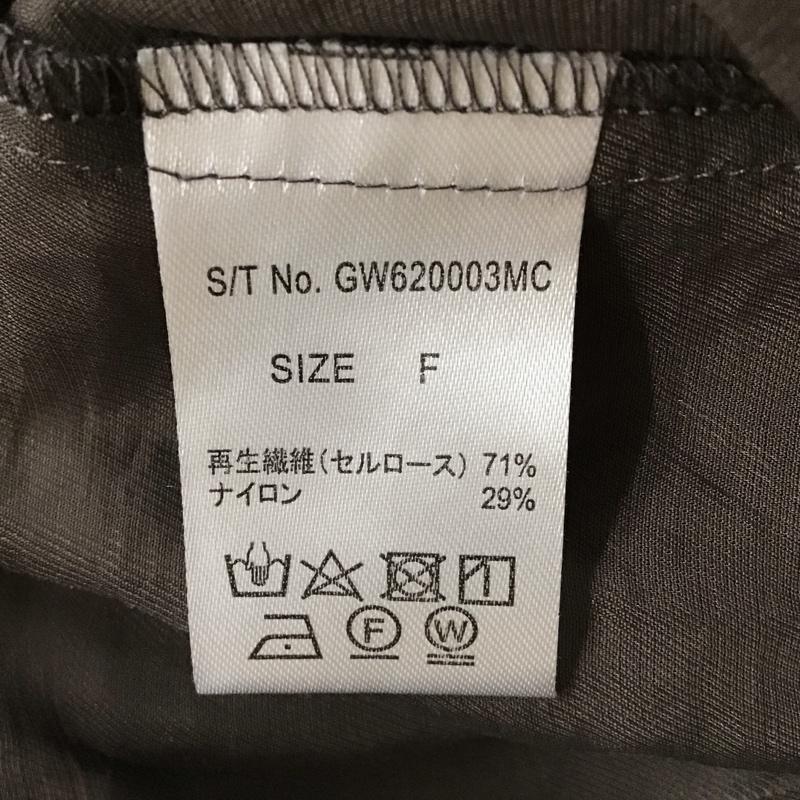 S/T No. GW620003MC
SIZE F
再生繊維(セルロース) 71%
ナイロン 29%
F W